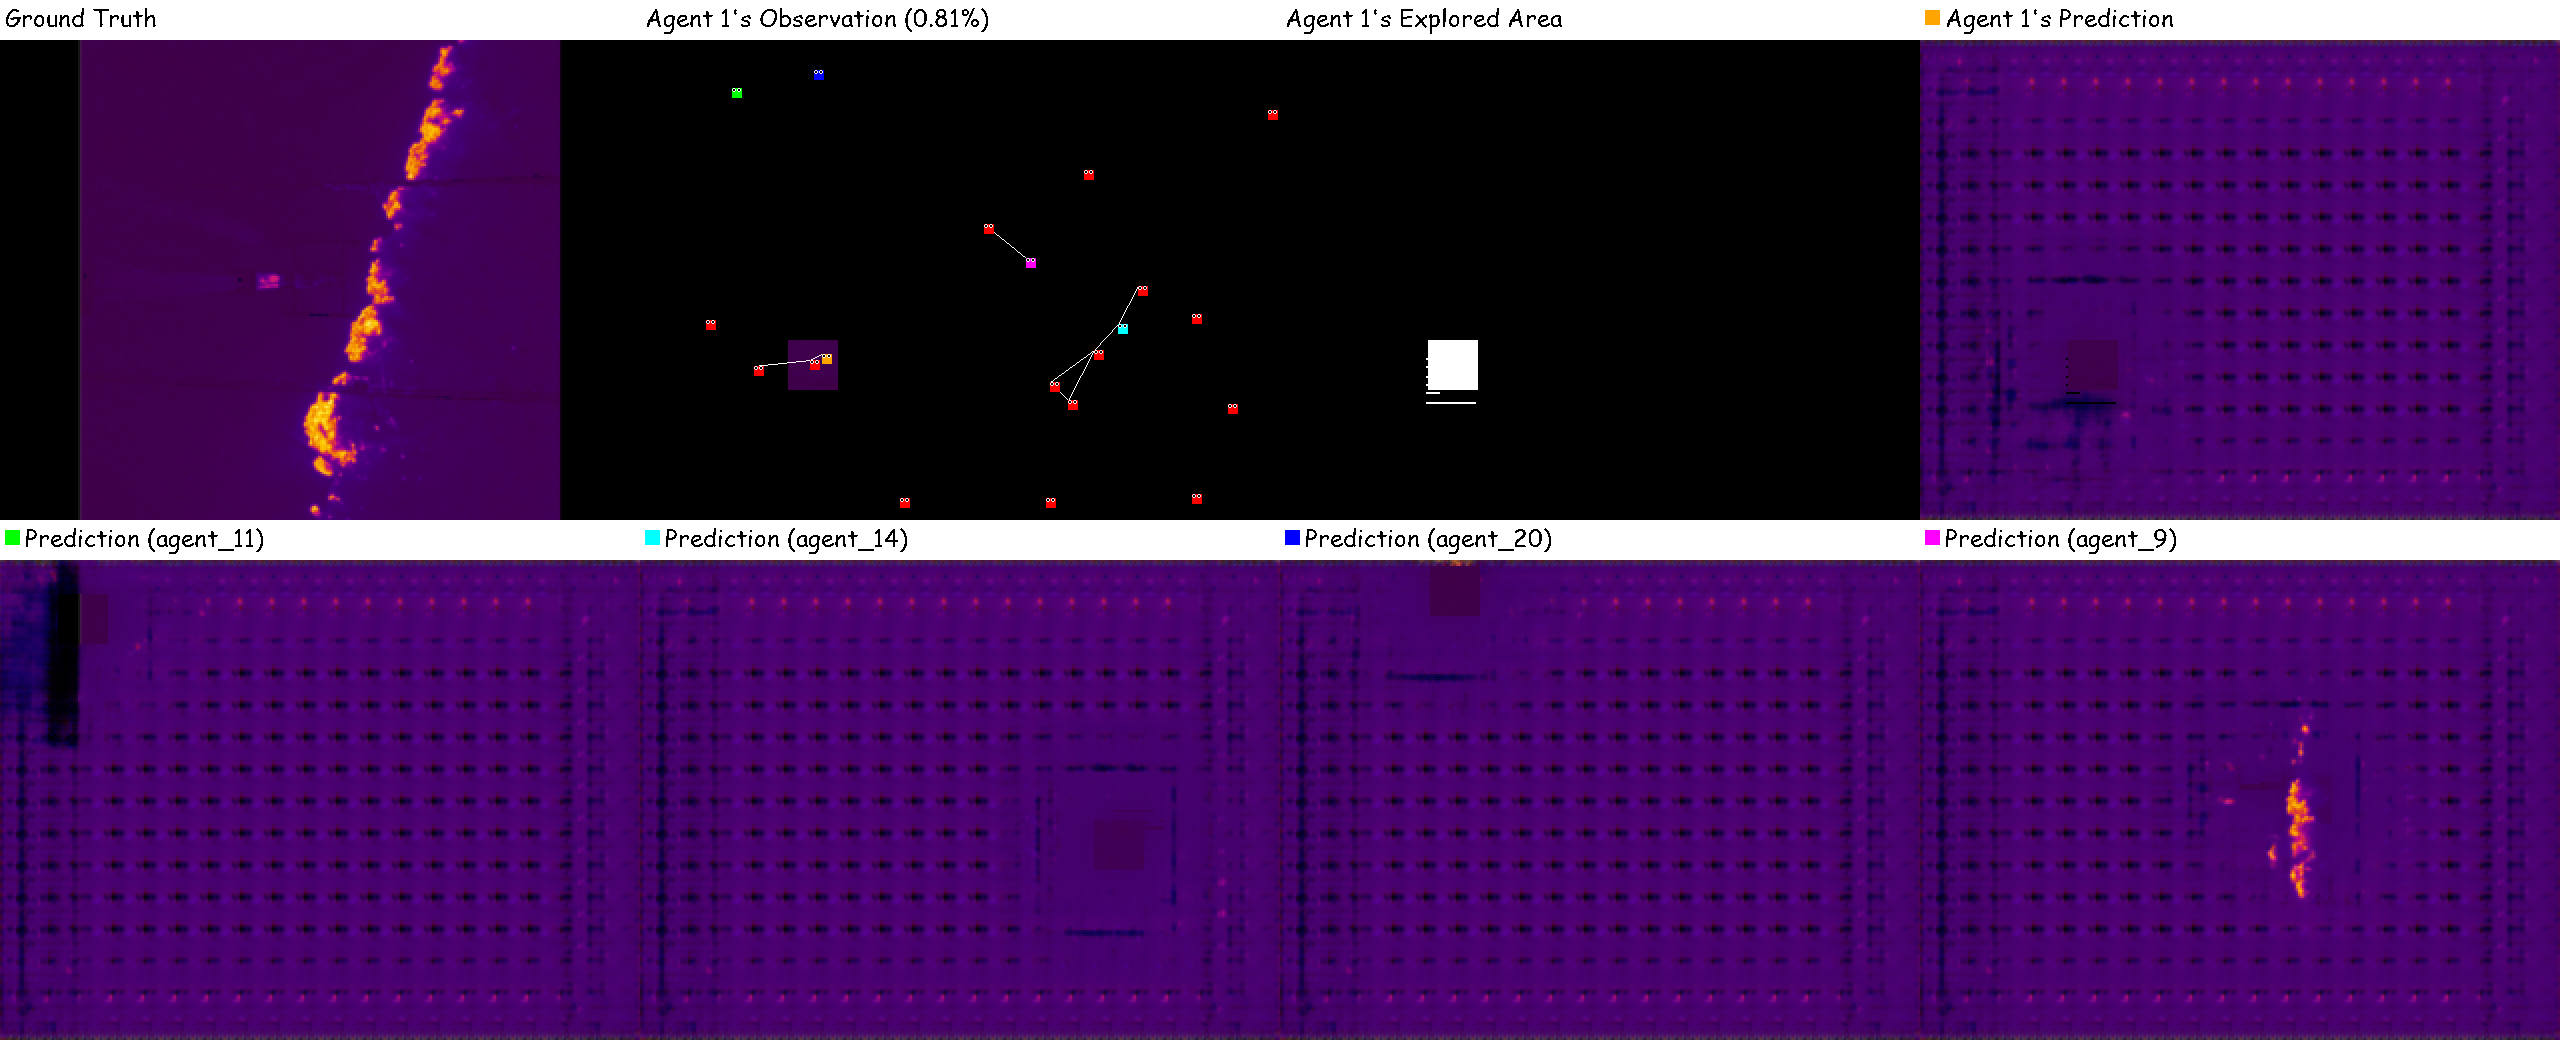 Ground Truth
Agent 1's Observation (0.81%)
Agent 1's Explored Area
Agent 1's Prediction
Prediction (agent_11)
Prediction (agent_14)
Prediction (agent_20)
Prediction (agent_9)